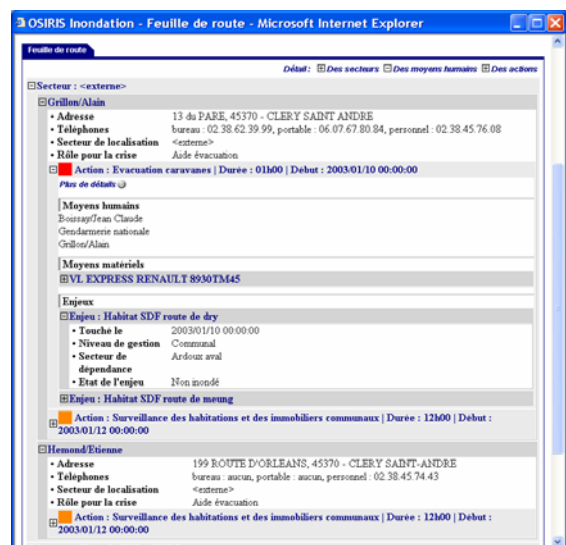 OSIRIS Inondation - Feuille de route - Microsoft Internet Explorer
Feuille de route
Détail : Des secteurs Des moyens humains Des actions
Secteur : <externe>
Grillon/Alain
• Adresse 13 du PARE, 45370 - CLERY SAINT ANDRE
• Téléphones bureau : 02.38.62.39.99, portable : 06.07.67.80.84, personnel : 02.38.45.76.08
• Secteur de localisation <externe>
• Rôle pour la crise Aide évacuation
Action : Evacuation caravanes | Durée : 01h00 | Début : 2003/01/10 00:00:00
Plus de détails
Moyens humains
Boissay/Jean Claude
Gendarmerie nationale
Grillon/Alain
Moyens matériels
VL EXPRESS RENAULT 8930TM45
Enjeux
Enjeu : Habitat SDF route de dry
• Touché le 2003/01/10 00:00:00
• Niveau de gestion Communal
• Secteur de Ardoux aval
dépendance
• Etat de l'enjeu Non inondé
Enjeu : Habitat SDF route de meung
Action : Surveillance des habitations et des immobiliers communaux | Durée : 12h00 | Début :
2003/01/12 00:00:00
Hemond/Etienne
• Adresse 199 ROUTE D'ORLEANS, 45370 - CLERY SAINT-ANDRE
• Téléphones bureau : aucun, portable : aucun, personnel : 02.38.45.74.43
• Secteur de localisation <externe>
• Rôle pour la crise Aide évacuation
Action : Surveillance des habitations et des immobiliers communaux | Durée : 12h00 | Début :
2003/01/12 00:00:00